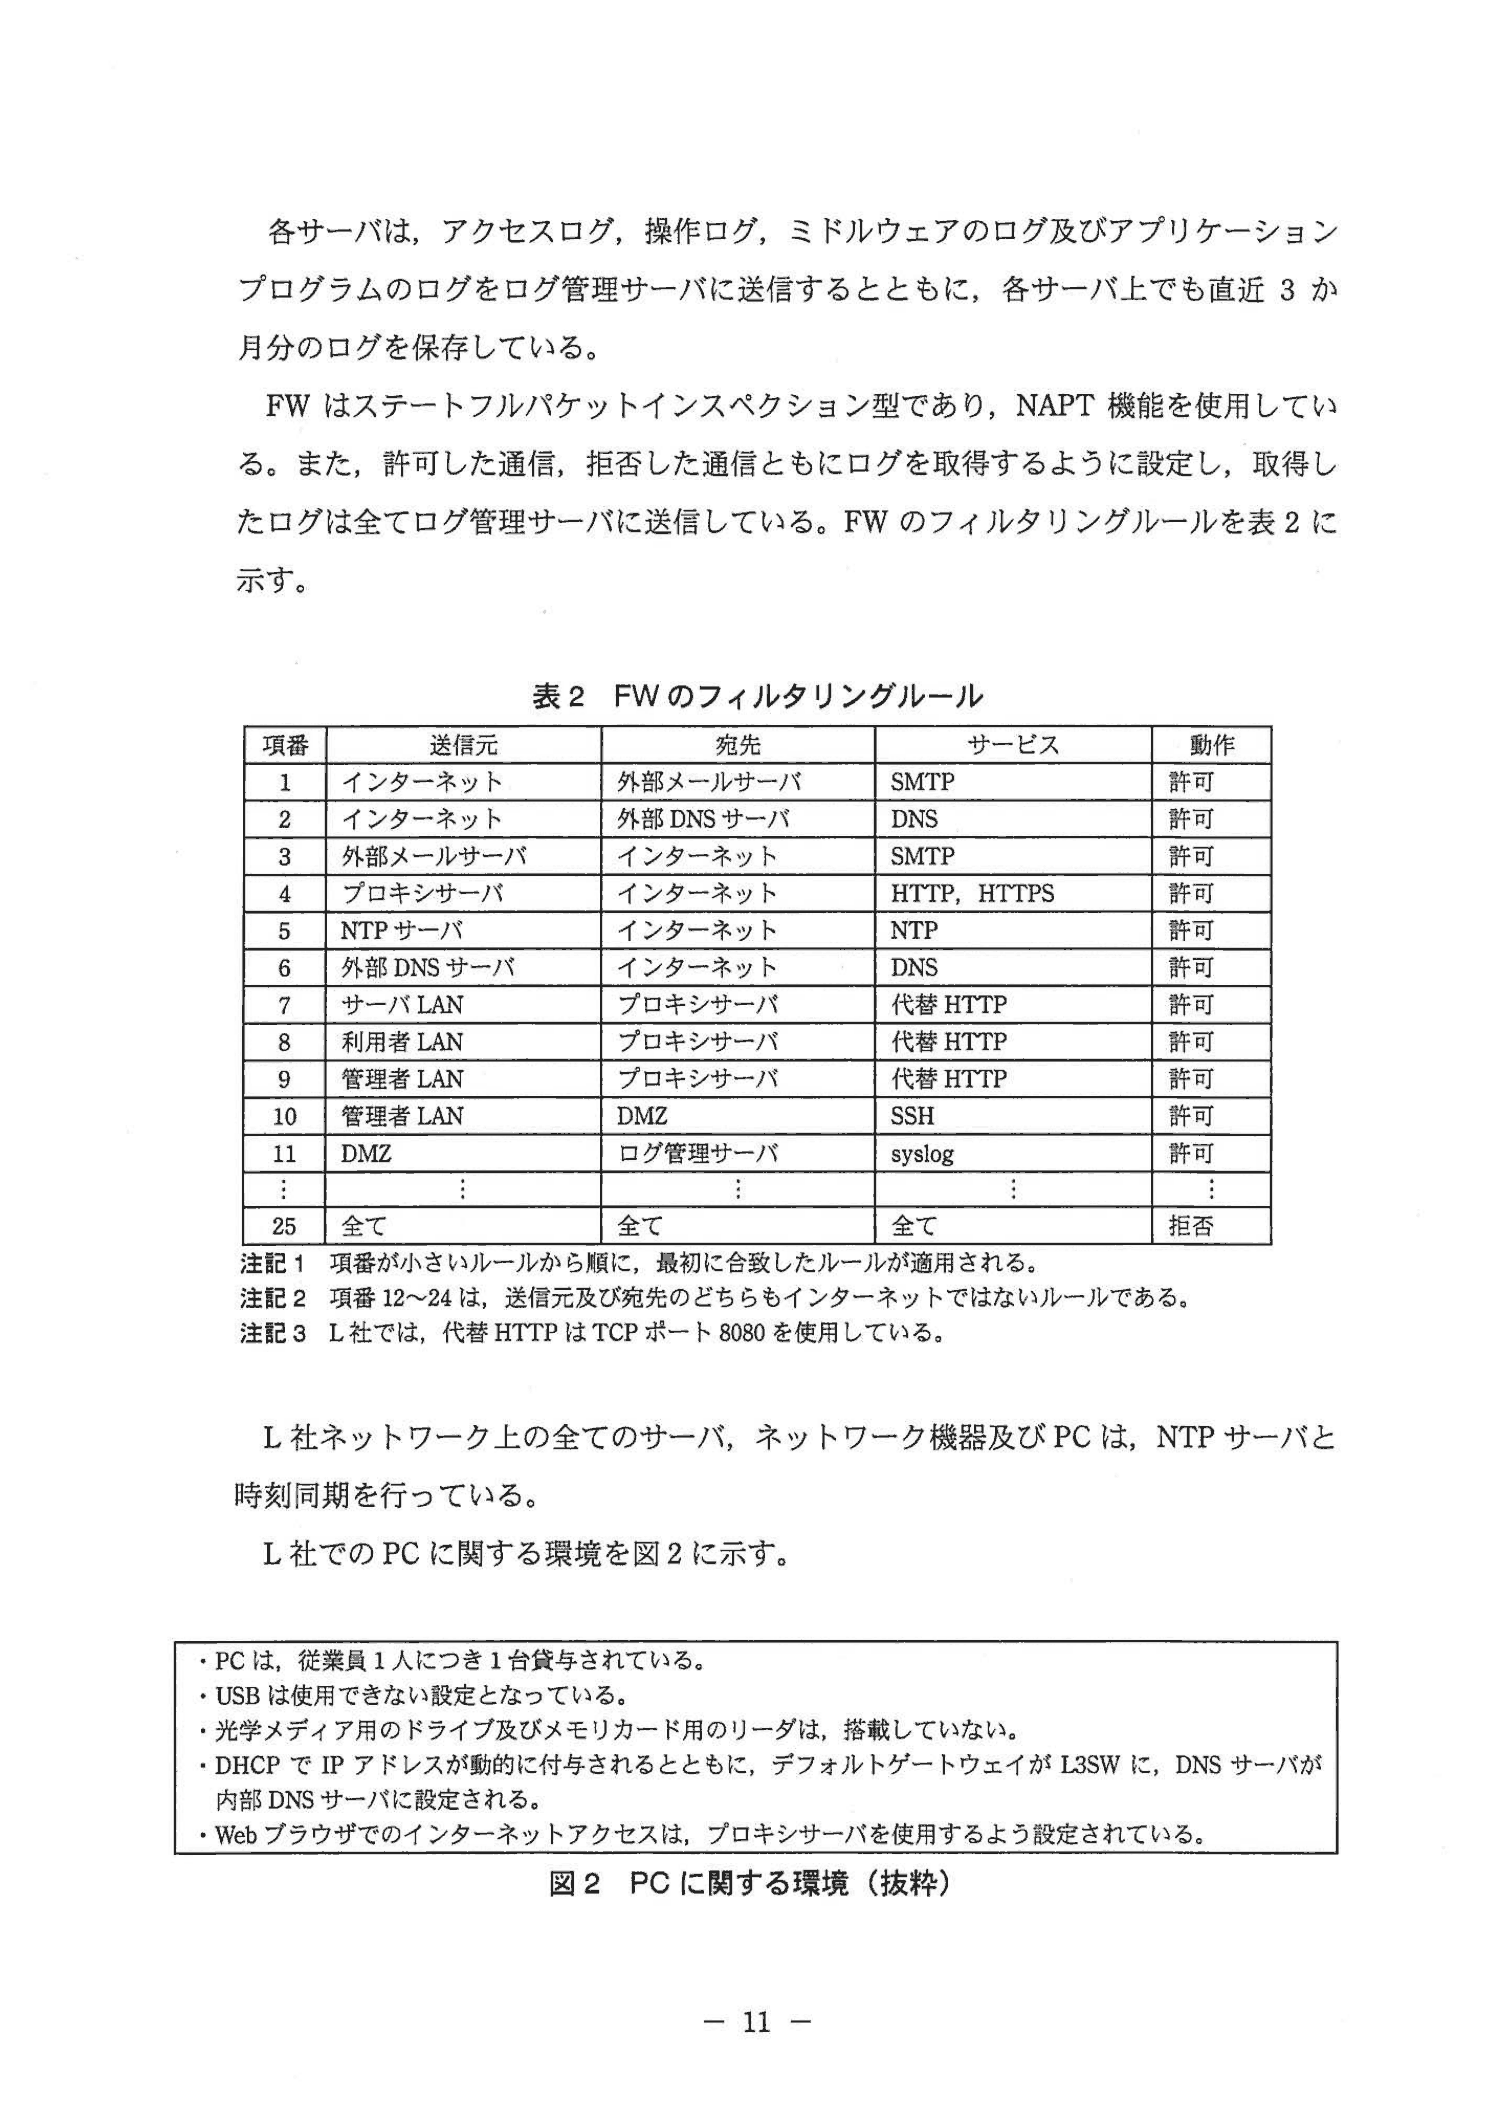 各サーバは，アクセスログ，操作ログ，ミドルウェアのログ及びアプリケーション
プログラムのログをログ管理サーバに送信するとともに，各サーバ上でも直近 3 か
月分のログを保存している。
FW はステートフルパケットインスペクション型であり，NAPT 機能を使用してい
る。また，許可した通信，拒否した通信ともにログを取得するように設定し，取得し
たログは全てログ管理サーバに送信している。FW のフィルタリングルールを表 2 に
示す。
表 2　FW のフィルタリングルール
項番 送信元 宛先 サービス 動作
1 インターネット 外部メールサーバ SMTP 許可
2 インターネット 外部 DNS サーバ DNS 許可
3 外部メールサーバ インターネット SMTP 許可
4 プロキシサーバ インターネット HTTP，HTTPS 許可
5 NTP サーバ インターネット NTP 許可
6 外部 DNS サーバ インターネット DNS 許可
7 サーバ LAN プロキシサーバ 代替 HTTP 許可
8 利用者 LAN プロキシサーバ 代替 HTTP 許可
9 管理者 LAN プロキシサーバ 代替 HTTP 許可
10 管理者 LAN DMZ SSH 許可
11 DMZ ログ管理サーバ syslog 許可
⋮ ⋮ ⋮ ⋮ ⋮
25 全て 全て 全て 拒否
注記 1　項番が小さいルールから順に，最初に合致したルールが適用される。
注記 2　項番 12～24 は，送信元及び宛先のどちらもインターネットではないルールである。
注記 3　L 社では，代替 HTTP は TCP ポート 8080 を使用している。
L 社ネットワーク上の全てのサーバ，ネットワーク機器及び PC は，NTP サーバと
時刻同期を行っている。
L 社での PC に関する環境を図 2 に示す。
・PC は，従業員 1 人につき 1 台貸与されている。
・USB は使用できない設定となっている。
・光学メディア用のドライブ及びメモリカード用のリーダは，搭載していない。
・DHCP で IP アドレスが動的に付与されるとともに，デフォルトゲートウェイが L3SW に，DNS サーバが
内部 DNS サーバに設定される。
・Web ブラウザでのインターネットアクセスは，プロキシサーバを使用するよう設定されている。
図 2　PC に関する環境（抜粋）
－ 11 －